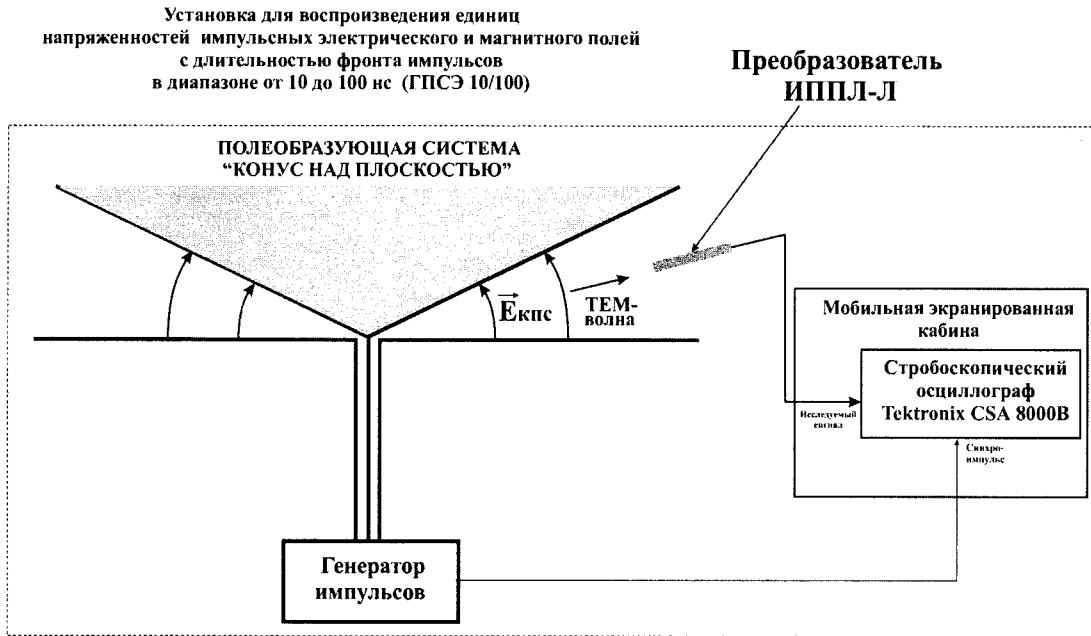 Установка для воспроизведения единиц
напряженностей импульсных электрического и магнитного полей
с длительностью фронта импульсов
в диапазоне от 10 до 100 нс (ГПСЭ 10/100)
Преобразователь
ИППЛ-Л
ПОЛЕОБРАЗУЮЩАЯ СИСТЕМА
“КОНУС НАД ПЛОСКОСТЬЮ”
Eкпс
ТЕМ-
волна
Мобильная экранированная
кабина
Стробоскопический
осциллограф
Tektronix CSA 8000B
Исследуемый
сигнал
Синхро-
импульс
Генератор
импульсов